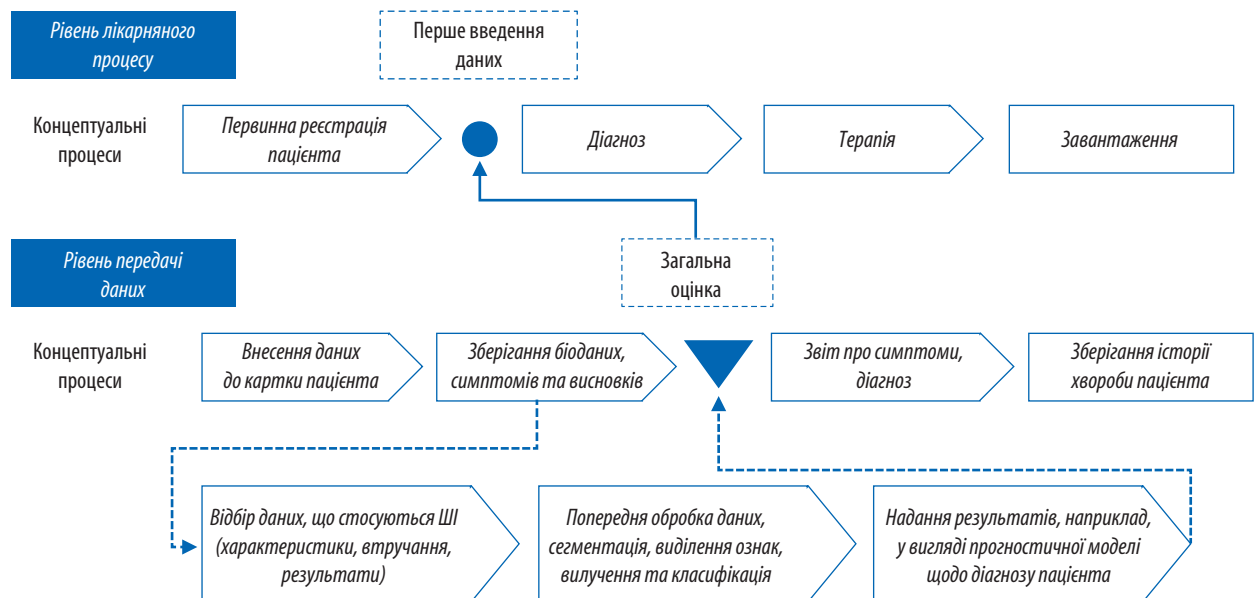 Рівень лікарняного
процесу
Перше введення
даних
Концептуальні
процеси
Первинна реєстрація
пацієнта
Діагноз
Терапія
Завантаження
Рівень передачі
даних
Загальна
оцінка
Концептуальні
процеси
Внесення даних
до картки пацієнта
Зберігання біоданих,
симптомів та висновків
Звіт про симптоми,
діагноз
Зберігання історії
хвороби пацієнта
Відбір даних, що стосуються ШІ
(характеристики, втручання,
результати)
Попередня обробка даних,
сегментація, виділення ознак,
вилучення та класифікація
Надання результатів, наприклад,
у вигляді прогностичної моделі
щодо діагнозу пацієнта